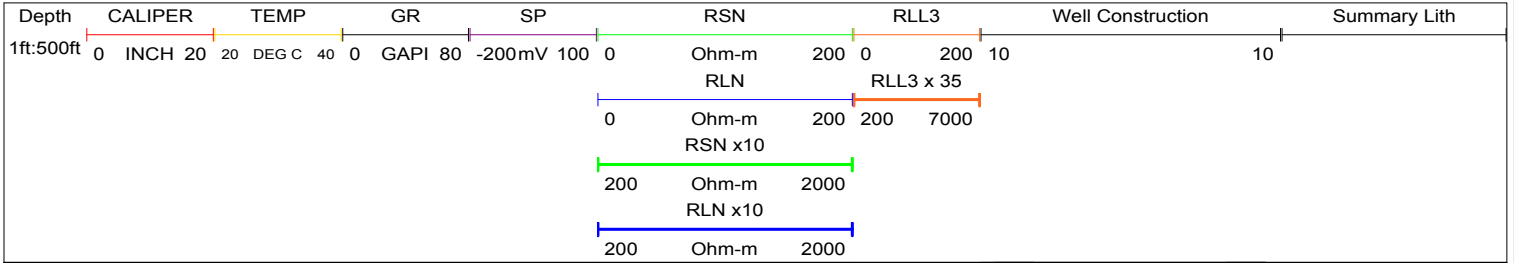 Depth CALIPER TEMP GR SP RSN RLL3 Well Construction Summary Lith
1ft:500ft 0 INCH 20 20 DEG C 40 0 GAPI 80 -200 mV 100 0 Ohm-m 200 0 200 10 10
RLN RLL3 x 35
0 Ohm-m 200 200 7000
RSN x10
200 Ohm-m 2000
RLN x10
200 Ohm-m 2000